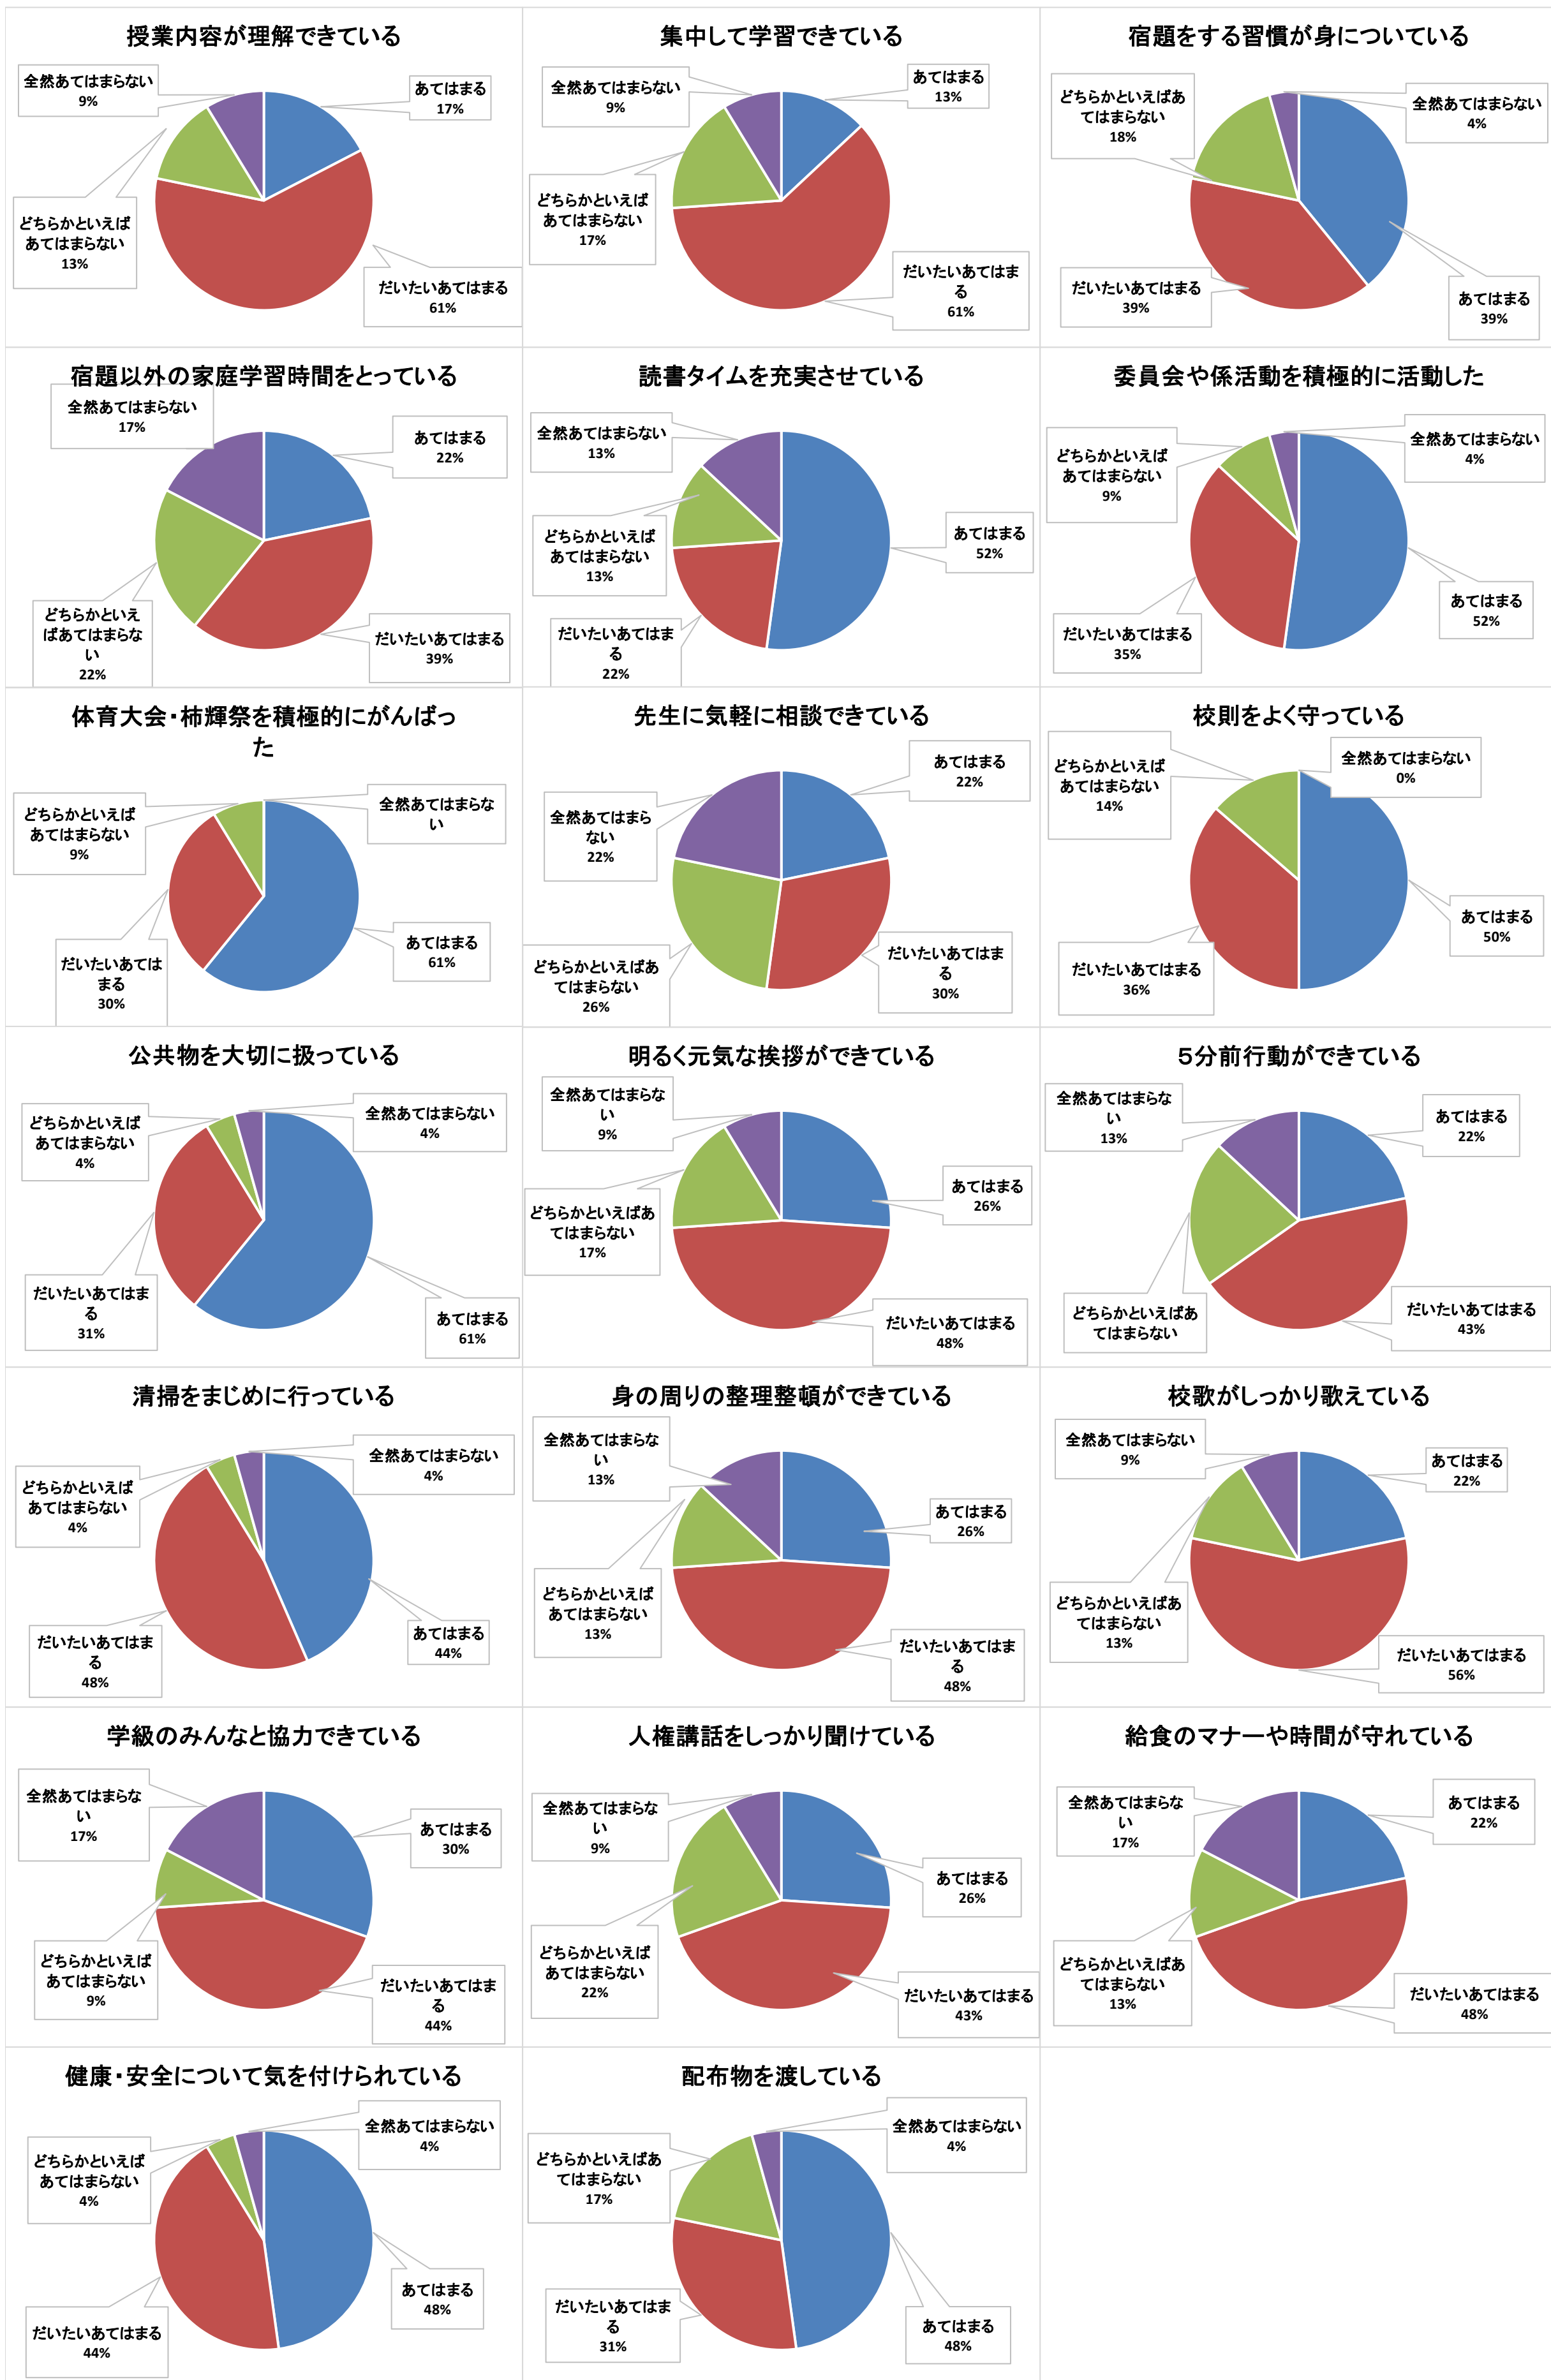 授業内容が理解できている
全然あてはまらない
9%
あてはまる
17%
どちらかといえば
あてはまらない
13%
だいたいあてはまる
61%
集中して学習できている
全然あてはまらない
9%
あてはまる
13%
どちらかといえば
あてはまらない
17%
だいたいあてはま
る
61%
宿題をする習慣が身についている
どちらかといえばあ
てはまらない
18%
全然あてはまらない
4%
だいたいあてはまる
39%
あてはまる
39%
宿題以外の家庭学習時間をとっている
全然あてはまらない
17%
あてはまる
22%
どちらかといえ
ばあてはまらな
い
22%
だいたいあてはまる
39%
読書タイムを充実させている
全然あてはまらない
13%
どちらかといえば
あてはまらない
13%
あてはまる
52%
だいたいあてはま
る
22%
委員会や係活動を積極的に活動した
どちらかといえば
あてはまらない
9%
全然あてはまらない
4%
だいたいあてはまる
35%
あてはまる
52%
体育大会・柿輝祭を積極的にがんばっ
た
どちらかといえば
あてはまらない
9%
全然あてはまらな
い
だいたいあては
まる
30%
あてはまる
61%
先生に気軽に相談できている
全然あてはまら
ない
22%
あてはまる
22%
どちらかといえばあ
てはまらない
26%
だいたいあてはま
る
30%
校則をよく守っている
どちらかといえば
あてはまらない
14%
全然あてはまらない
0%
だいたいあてはまる
36%
あてはまる
50%
公共物を大切に扱っている
どちらかといえば
あてはまらない
4%
全然あてはまらない
4%
だいたいあてはま
る
31%
あてはまる
61%
明るく元気な挨拶ができている
全然あてはまらな
い
9%
どちらかといえばあ
てはまらない
17%
あてはまる
26%
だいたいあてはまる
48%
５分前行動ができている
全然あてはまらな
い
13%
あてはまる
22%
どちらかといえばあ
てはまらない
だいたいあてはまる
43%
清掃をまじめに行っている
どちらかといえば
あてはまらない
4%
全然あてはまらない
4%
だいたいあてはま
る
48%
あてはまる
44%
身の周りの整理整頓ができている
全然あてはまらな
い
13%
あてはまる
26%
どちらかといえば
あてはまらない
13%
だいたいあてはま
る
48%
校歌がしっかり歌えている
全然あてはまらない
9%
あてはまる
22%
どちらかといえばあ
てはまらない
13%
だいたいあてはまる
56%
学級のみんなと協力できている
全然あてはまらな
い
17%
あてはまる
30%
どちらかといえば
あてはまらない
9%
だいたいあてはま
る
44%
人権講話をしっかり聞けている
全然あてはまらな
い
9%
あてはまる
26%
どちらかといえば
あてはまらない
22%
だいたいあてはまる
43%
給食のマナーや時間が守れている
全然あてはまらな
い
17%
あてはまる
22%
どちらかといえばあ
てはまらない
13%
だいたいあてはまる
48%
健康・安全について気を付けられている
どちらかといえば
あてはまらない
4%
全然あてはまらない
4%
だいたいあてはまる
44%
あてはまる
48%
配布物を渡している
どちらかといえばあ
てはまらない
17%
全然あてはまらない
4%
だいたいあてはま
る
31%
あてはまる
48%